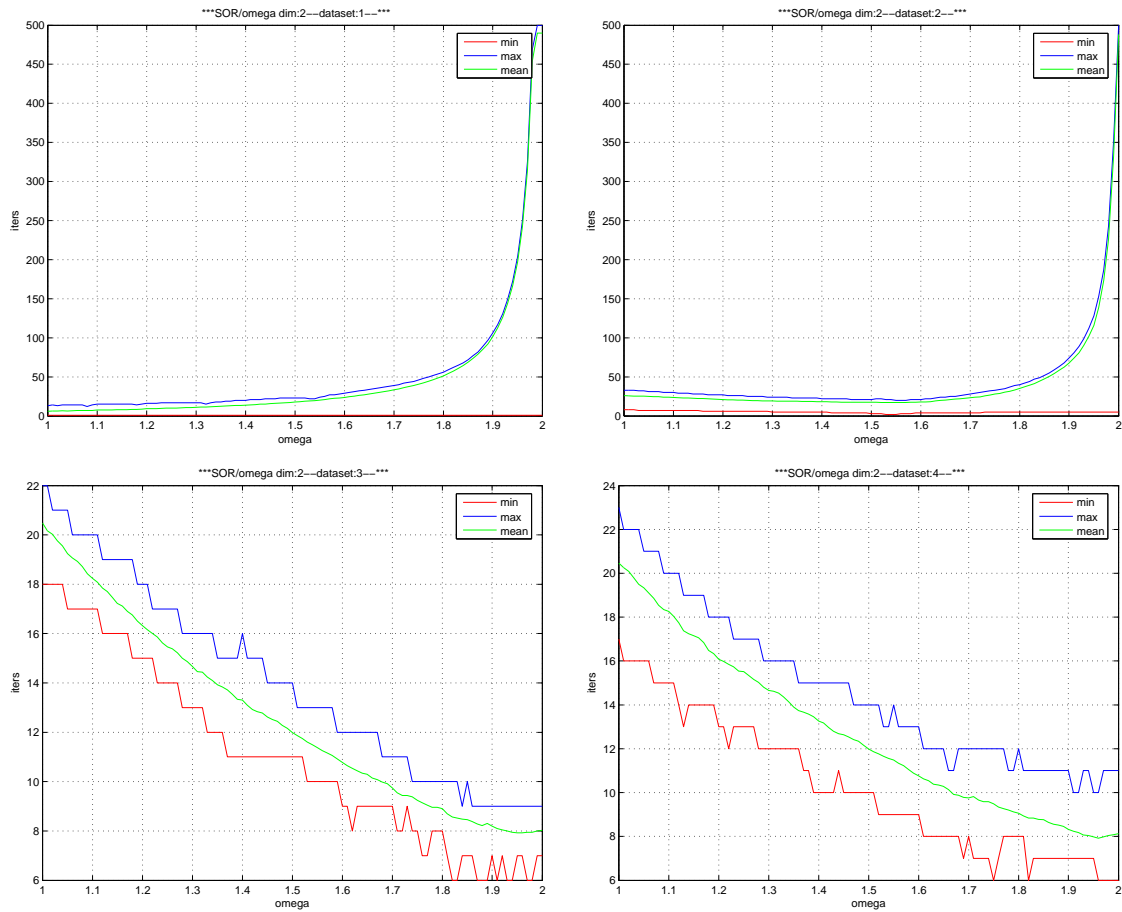 ***SOR/omega dim:2--dataset:1--***
500
450
400
350
300
250
200
150
100
50
0
iters
1 1.1 1.2 1.3 1.4 1.5 1.6 1.7 1.8 1.9 2
omega
min
max
mean
***SOR/omega dim:2--dataset:2--***
500
450
400
350
300
250
200
150
100
50
0
iters
1 1.1 1.2 1.3 1.4 1.5 1.6 1.7 1.8 1.9 2
omega
min
max
mean
***SOR/omega dim:2--dataset:3--***
22
20
18
16
14
12
10
8
6
iters
1 1.1 1.2 1.3 1.4 1.5 1.6 1.7 1.8 1.9 2
omega
min
max
mean
***SOR/omega dim:2--dataset:4--***
24
22
20
18
16
14
12
10
8
6
iters
1 1.1 1.2 1.3 1.4 1.5 1.6 1.7 1.8 1.9 2
omega
min
max
mean